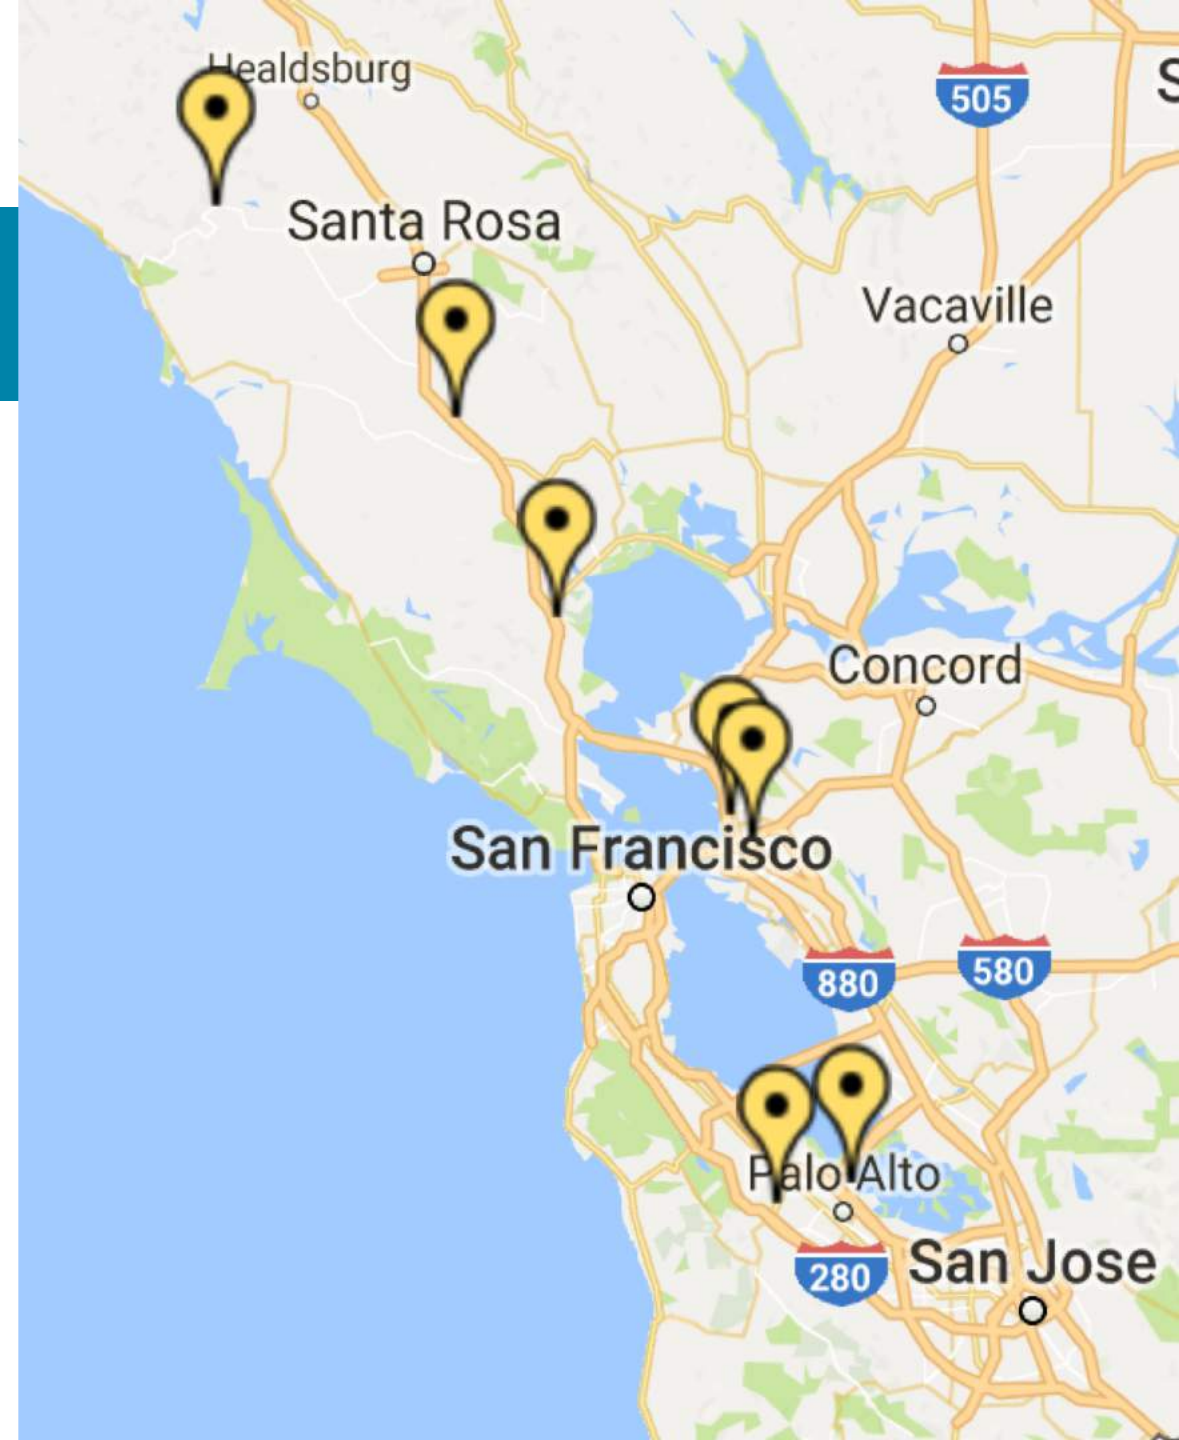 Healdsburg
505
S
Santa Rosa
Vacaville
Concord
San Francisco
880
580
Palo Alto
280
San Jose